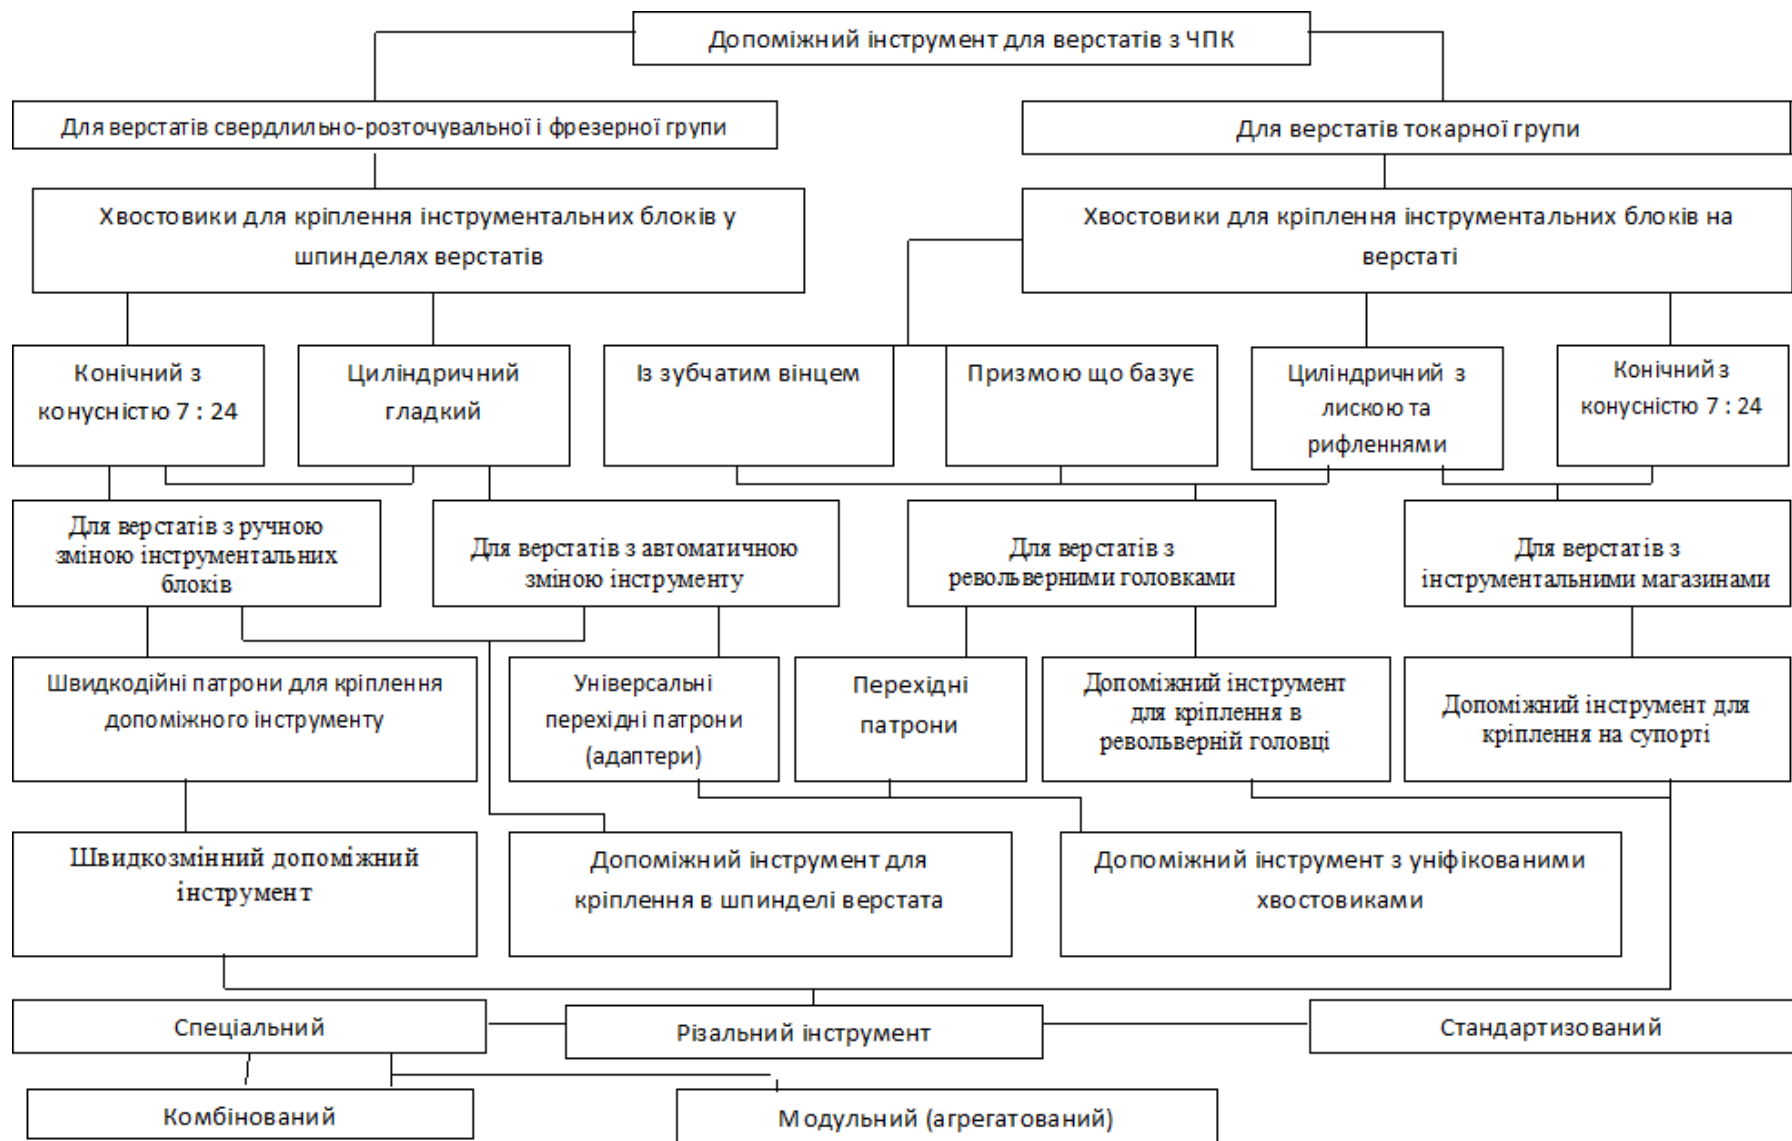 Допоміжний інструмент для верстатів з ЧПК
Для верстатів свердлильно-розточувальної і фрезерної групи
Для верстатів токарної групи
Хвостовики для кріплення інструментальних блоків у
шпинделях верстатів
Хвостовики для кріплення інструментальних блоків на
верстаті
Конічний з
конусністю 7 : 24
Циліндричний
гладкий
Із зубчатим вінцем
Призмою що базує
Циліндричний з
лискою та
рифленнями
Конічний з
конусністю 7 : 24
Для верстатів з ручною
зміною інструментальних
блоків
Для верстатів з автоматичною
зміною інструменту
Для верстатів з
револьверними головками
Для верстатів з
інструментальними магазинами
Швидкодійні патрони для кріплення
допоміжного інструменту
Універсальні
перехідні патрони
(адаптери)
Перехідні
патрони
Допоміжний інструмент
для кріплення в
револьверній головці
Допоміжний інструмент для
кріплення на супорті
Швидкозмінний допоміжний
інструмент
Допоміжний інструмент для
кріплення в шпинделі верстата
Допоміжний інструмент з уніфікованими
хвостовиками
Спеціальний
Різальний інструмент
Стандартизований
Комбінований
Модульний (агрегатований)